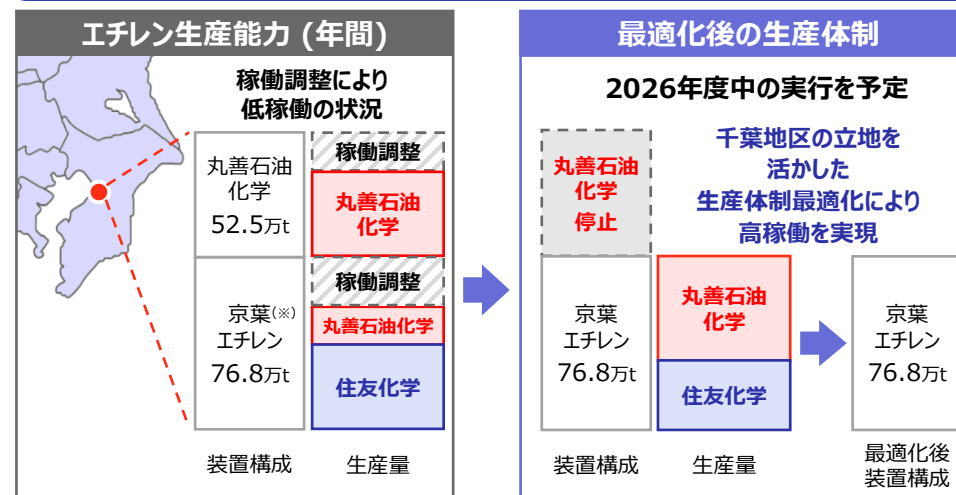 エチレン生産能力 (年間)
稼働調整により
低稼働の状況
丸善石油
化学
52.5万t
稼働調整
丸善石油
化学
京葉(※)
エチレン
76.8万t
稼働調整
丸善石油化学
住友化学
装置構成
生産量
最適化後の生産体制
2026年度中の実行を予定
丸善石油
化学
停止
千葉地区の立地を
活かした
生産体制最適化により
高稼働を実現
京葉
エチレン
76.8万t
丸善石油
化学
住友化学
京葉
エチレン
76.8万t
装置構成
生産量
最適化後
装置構成